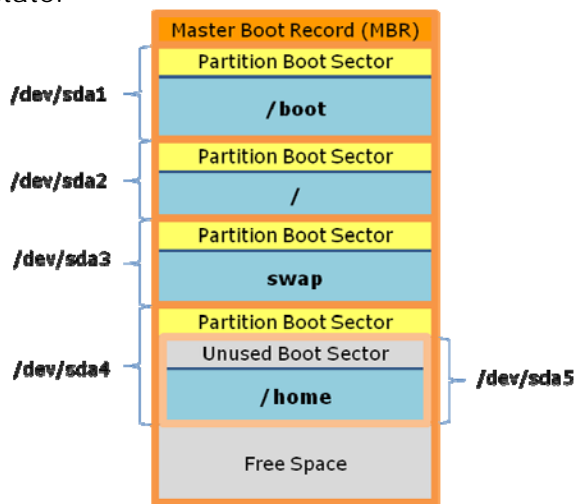 Master Boot Record (MBR)
Partition Boot Sector
/dev/sda1
/boot
Partition Boot Sector
/dev/sda2
/
Partition Boot Sector
/dev/sda3
swap
Partition Boot Sector
Unused Boot Sector
/dev/sda4
/dev/sda5
/home
Free Space